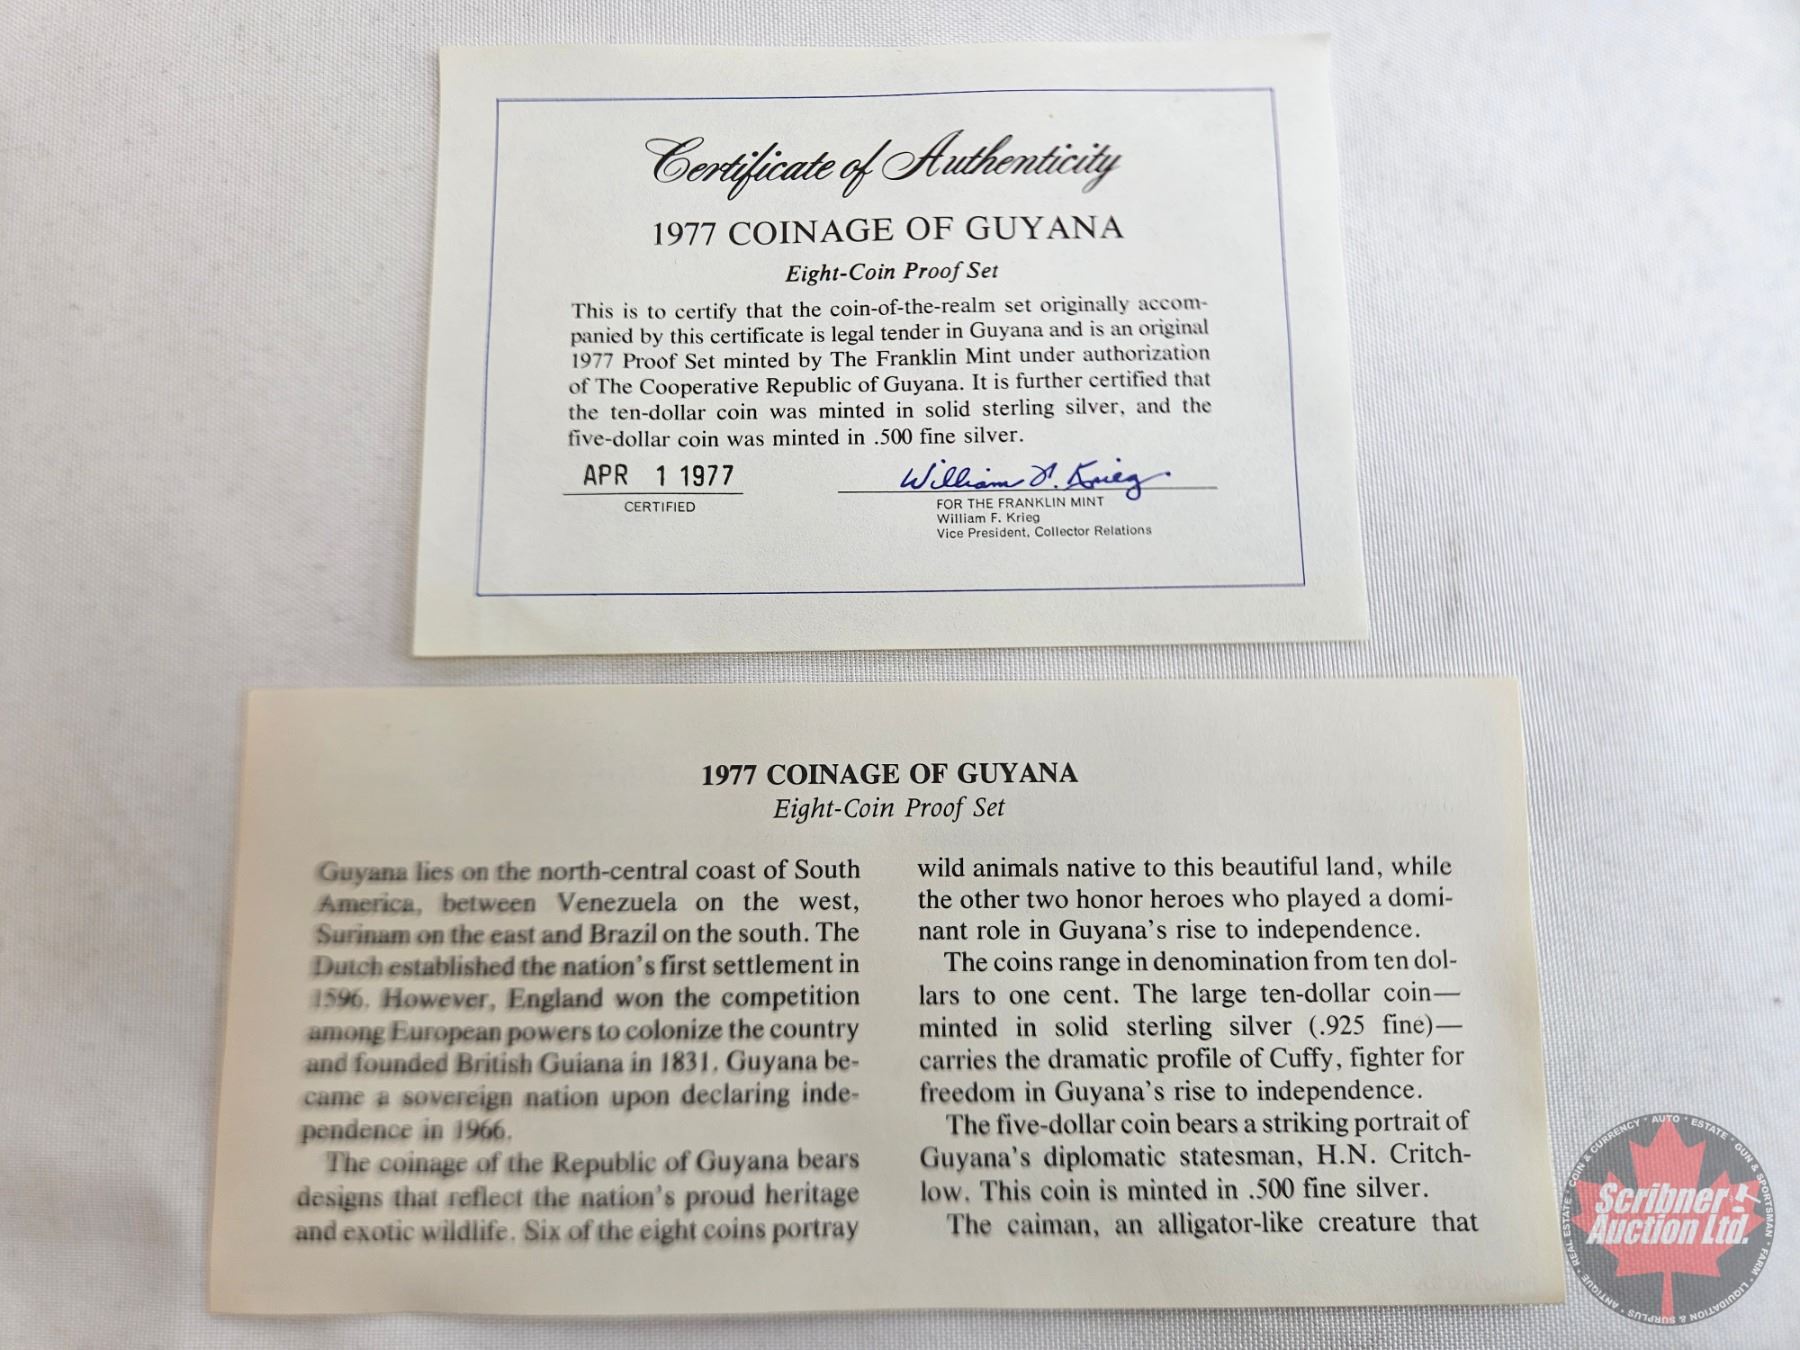 Certificate of Authenticity
1977 COINAGE OF GUYANA
Eight-Coin Proof Set
This is to certify that the coin-of-the-realm set originally accom-
panied by this certificate is legal tender in Guyana and is an original
1977 Proof Set minted by The Franklin Mint under authorization
of The Cooperative Republic of Guyana. It is further certified that
the ten-dollar coin was minted in solid sterling silver, and the
five-dollar coin was minted in .500 fine silver.
APR 1 1977
CERTIFIED
William F. Krieg
FOR THE FRANKLIN MINT
William F. Krieg
Vice President, Collector Relations
1977 COINAGE OF GUYANA
Eight-Coin Proof Set
Guyana lies on the north-central coast of South
America, between Venezuela on the west,
Surinam on the east and Brazil on the south. The
Dutch established the nation's first settlement in
1596. However, England won the competition
among European powers to colonize the country
and founded British Guiana in 1831. Guyana be-
came a sovereign nation upon declaring inde-
pendence in 1966.
The coinage of the Republic of Guyana bears
designs that reflect the nation's proud heritage
and exotic wildlife. Six of the eight coins portray
wild animals native to this beautiful land, while
the other two honor heroes who played a domi-
nant role in Guyana's rise to independence.
The coins range in denomination from ten dol-
lars to one cent. The large ten-dollar coin—
minted in solid sterling silver (.925 fine)—
carries the dramatic profile of Cuffy, fighter for
freedom in Guyana's rise to independence.
The five-dollar coin bears a striking portrait of
Guyana's diplomatic statesman, H.N. Critch-
low. This coin is minted in .500 fine silver.
The caiman, an alligator-like creature that
Scribner
Auction Ltd.
ANTIQUE • REAL ESTATE • COIN & CURRENCY • AUTO • ESTATE • GUN & SPORTSMAN • FARM • LIQUIDATION & SURPLUS